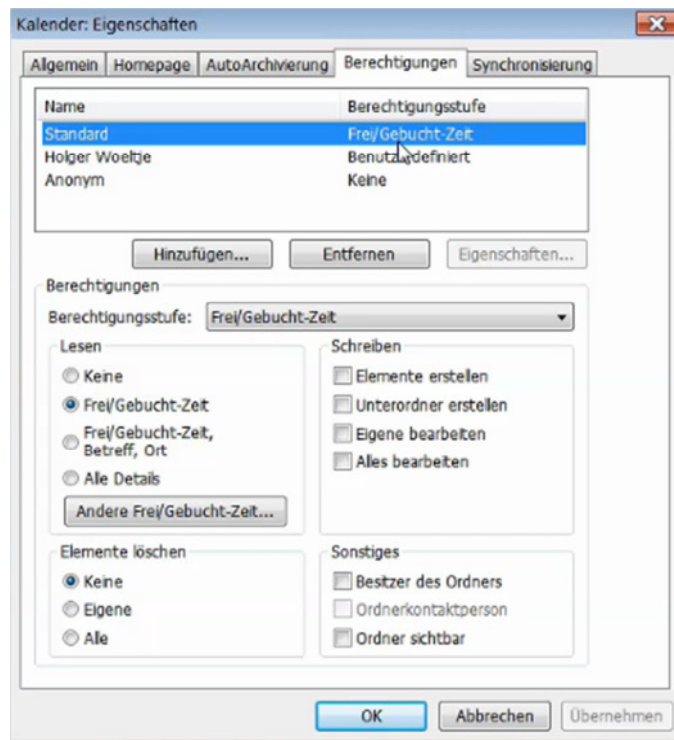 Kalender: Eigenschaften
Allgemein Homepage AutoArchivierung Berechtigungen Synchronisierung
Name Berechtigungsstufe
Standard Frei/Gebucht-Zeit
Holger Woeltje Benutzerdefiniert
Anonym Keine
Hinzufügen... Entfernen Eigenschaften...
Berechtigungen
Berechtigungsstufe: Frei/Gebucht-Zeit
Lesen
Keine
Frei/Gebucht-Zeit
Frei/Gebucht-Zeit,
Betreff, Ort
Alle Details
Andere Frei/Gebucht-Zeit...
Schreiben
Elemente erstellen
Unterordner erstellen
Eigene bearbeiten
Alles bearbeiten
Elemente löschen
Keine
Eigene
Alle
Sonstiges
Besitzer des Ordners
Ordnerkontaktperson
Ordner sichtbar
OK Abbrechen Übernehmen